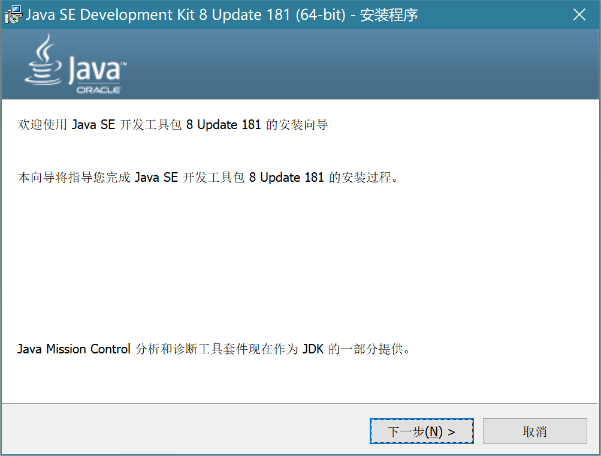 Java SE Development Kit 8 Update 181 (64-bit) - 安装程序
Java™
ORACLE
欢迎使用 Java SE 开发工具包 8 Update 181 的安装向导
本向导将指导您完成 Java SE 开发工具包 8 Update 181 的安装过程。
Java Mission Control 分析和诊断工具套件现在作为 JDK 的一部分提供。
下一步(N) >
取消